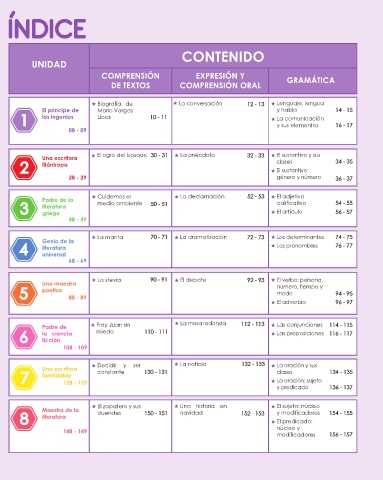 ÍNDICE
UNIDAD
CONTENIDO
COMPRENSIÓN
DE TEXTOS
EXPRESIÓN Y
COMPRENSIÓN ORAL
GRAMÁTICA
1
El príncipe de
los ingenios
08 - 09
★ Biografía de
Mario Vargas
Llosa 10 - 11
★ La conversación 12 - 13
★ Lenguaje, lengua
y habla 14 - 15
★ La comunicación
y sus elementos 16 - 17
2
Una escritora
filántropa
28 - 29
★ El ogro del bosque 30 - 31
★ La anécdota 32 - 33
★ El sustantivo y sus
clases 34 - 35
★ El sustantivo:
género y número 36 - 37
3
Padre de la
literatura
griega
48 - 49
★ Cuidemos el
medio ambiente 50 - 51
★ La declamación 52 - 53
★ El adjetivo
calificativo 54 - 55
★ El artículo 56 - 57
4
Genio de la
literatura
universal
68 - 69
★ La manta 70 - 71
★ La dramatización 72 - 73
★ Los determinantes 74 - 75
★ Los pronombres 76 - 77
5
Una maestra
poetisa
88 - 89
★ La stevia 90 - 91
★ El debate 92 - 93
★ El verbo: persona,
número, tiempo y
modo 94 - 95
★ El adverbio 96 - 97
6
Padre de
la ciencia
ficción
108 - 109
★ Fray Juan sin
miedo 110 - 111
★ La mesa redonda 112 - 113
★ Las conjunciones 114 - 115
★ Las preposiciones 116 - 117
7
Una escritora
formidable
128 - 129
★ Decidir y ser
constante 130 - 131
★ La noticia 132 - 133
★ La oración y sus
clases 134 - 135
★ La oración: sujeto
y predicado 136 - 137
8
Maestro de la
literatura
148 - 149
★ El zapatero y sus
duendes 150 - 151
★ Una historia en
navidad 152 - 153
★ El sujeto: núcleo
y modificadores 154 - 155
★ El predicado:
núcleo y
modificadores 156 - 157